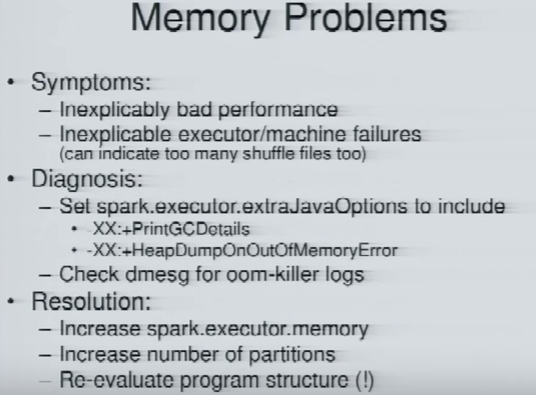 Memory Problems
• Symptoms:
– Inexplicably bad performance
– Inexplicable executor/machine failures
(can indicate too many shuffle files too)
• Diagnosis:
– Set spark.executor.extraJavaOptions to include
• -XX:+PrintGCDetails
• -XX:+HeapDumpOnOutOfMemoryError
– Check dmesg for oom-killer logs
• Resolution:
– Increase spark.executor.memory
– Increase number of partitions
– Re-evaluate program structure (!)